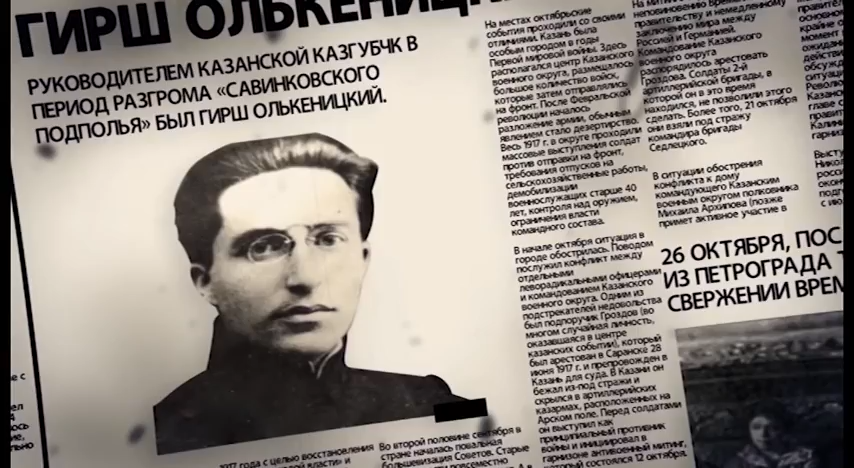 ГИРШ ОЛЬКЕНИЦК
РУКОВОДИТЕЛЕМ КАЗАНСКОЙ КАЗГУБЧК В
ПЕРИОД РАЗГРОМА «САВИНКОВСКОГО
ПОДПОЛЬЯ» БЫЛ ГИРШ ОЛЬКЕНИЦКИЙ.
1917 года с целью восстановления
Во второй половине сентября в
стране началась повальная
большевизация Советов. Старые
На местах октябрьские
события проходили со своими
отличиями. Казань была
особым городом в годы
Первой мировой войны. Здесь
располагался центр Казанского
военного округа, размещалось
большое количество войск,
которые затем отправлялись
на фронт. После Февральской
революции началось
разложение армии, обычным
явлением стало дезертирство.
Весь 1917 г. в округе проходили
массовые выступления солдат
против отправки на фронт,
требования отпусков на
сельскохозяйственные работы,
демобилизации
военнослужащих старше 40
лет, контроля над оружием,
ограничения власти
командного состава.
В начале октября ситуация в
городе обострилась. Поводом
послужил конфликт между
отдельными
леворадикальными офицерами
и командованием Казанского
военного округа. Одним из
подстрекателей недовольства
был подпоручик Гроздов (во
многом случайная личность,
оказавшаяся в центре
казанских событий), который
был арестован в Саранске 28
июня 1917 г. и препровожден в
Казань для суда. В Казани он
бежал из-под стражи и
скрылся в артиллерийских
казармах, расположенных на
Арском поле. Перед солдатами
он выступил как
принципиальный противник
войны и инициировал в
гарнизоне антивоенный митинг,
который состоялся 12 октября.
правительству и немедленному
заключению мира между
Россией и Германией.
Командование Казанского
военного округа
распорядилось арестовать
Гроздова. Солдаты 2-й
артиллерийской бригады, в
которой он в это время
находился, не позволили этого
сделать. Более того, 21 октября
они взяли под стражу
командира бригады
Седлецкого.
В ситуации обострения
конфликта к дому
командующего Казанским
военным округом полковника
Михаила Архипова (позже
примет активное участие в
26 ОКТЯБРЯ, ПОС
ИЗ ПЕТРОГРАДА Т
СВЕРЖЕНИИ ВРЕМ